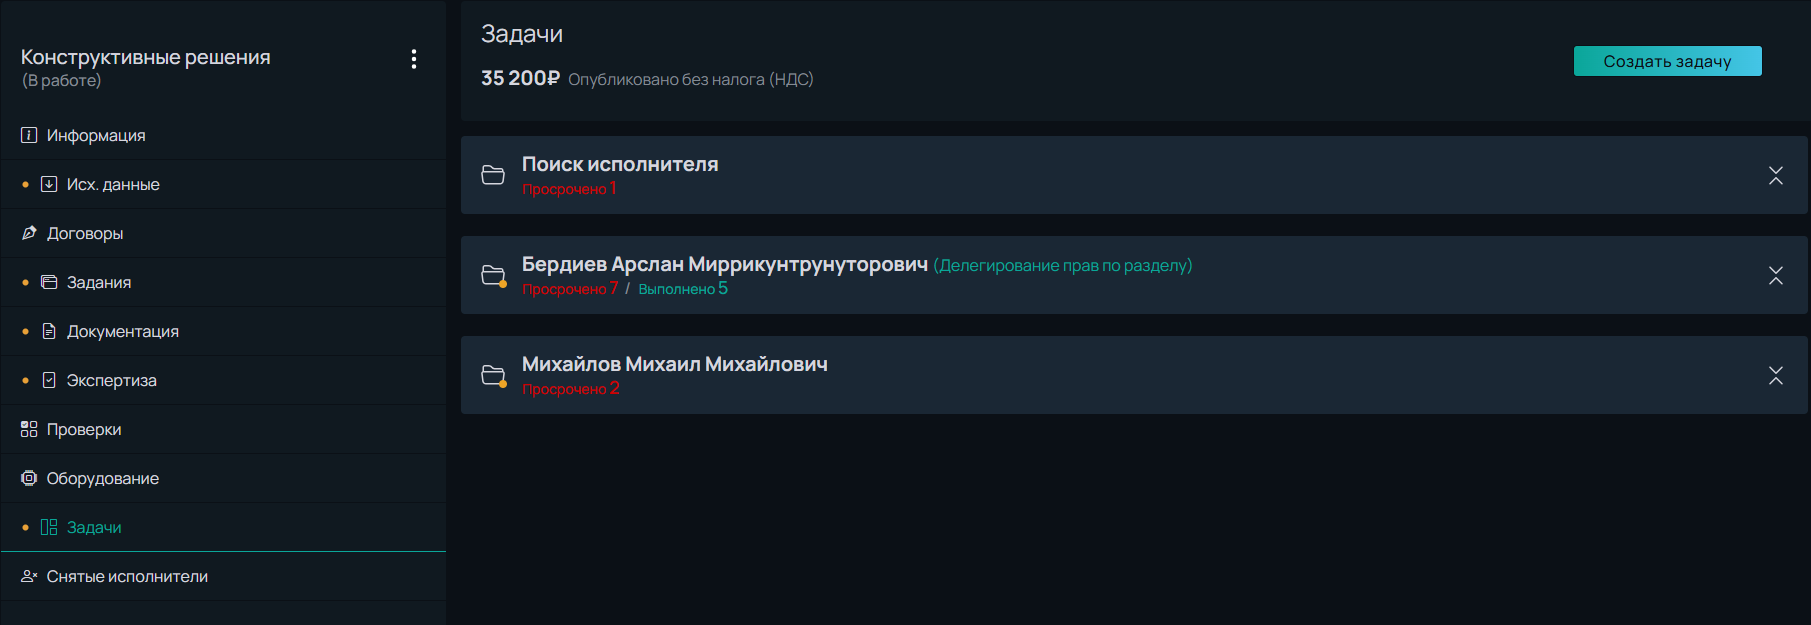 Конструктивные решения
(В работе)
Информация
Исх. данные
Договоры
Задания
Документация
Экспертиза
Проверки
Оборудование
Задачи
Снятые исполнители
Задачи
35 200₽ Опубликовано без налога (НДС)
Создать задачу
Поиск исполнителя
Просрочено 1
Бердиев Арслан Миррикунтрунуторович (Делегирование прав по разделу)
Просрочено 7 / Выполнено 5
Михайлов Михаил Михайлович
Просрочено 2